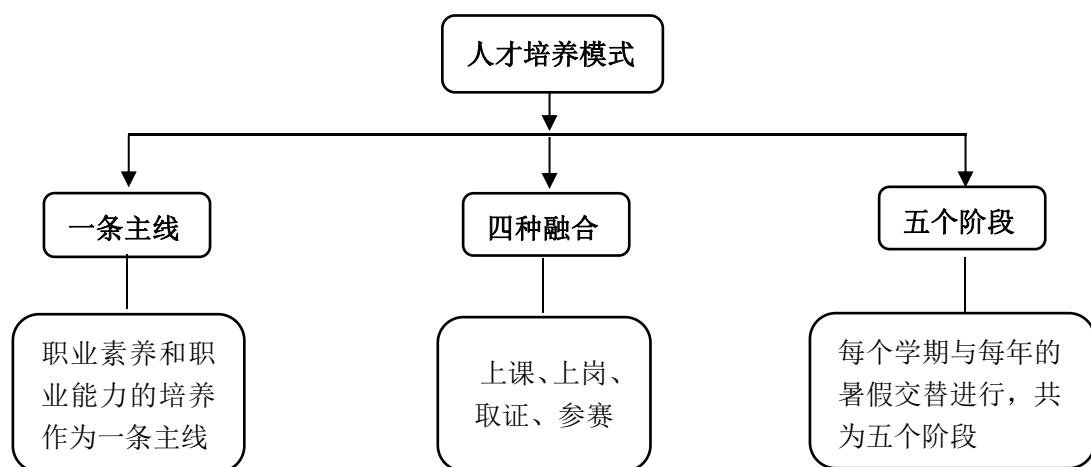 人才培养模式
一条主线
四种融合
五个阶段
职业素养和职
业能力的培养
作为一条主线
上课、上岗、
取证、参赛
每个学期与每年的
暑假交替进行，共
为五个阶段